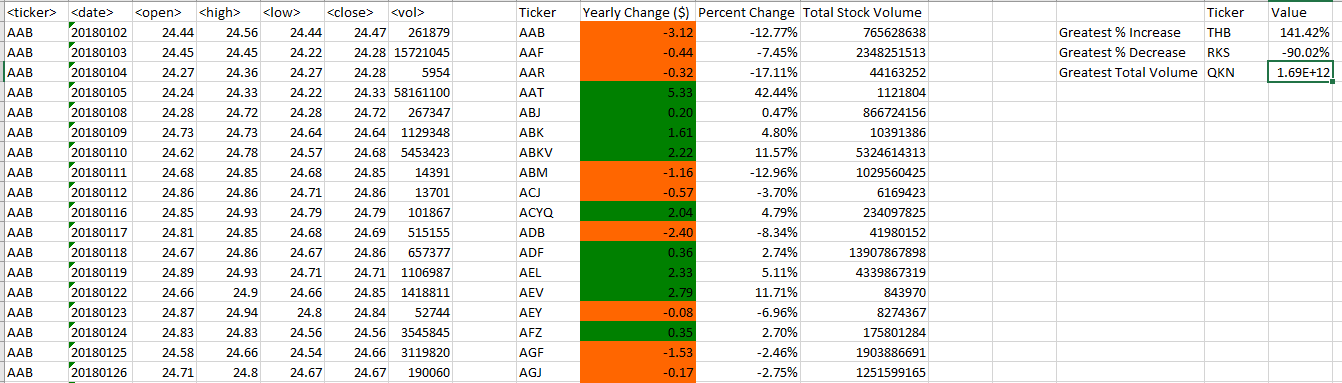 <ticker> <date> <open> <high> <low> <close> <vol> Ticker Yearly Change ($) Percent Change Total Stock Volume Ticker Value
AAB 20180102 24.44 24.56 24.44 24.47 261879 AAB -3.12 -12.77% 765628638 Greatest % Increase THB 141.42%
AAB 20180103 24.45 24.45 24.22 24.28 15721045 AAF -0.44 -7.45% 2348251513 Greatest % Decrease RKS -90.02%
AAB 20180104 24.27 24.36 24.27 24.28 5954 AAR -0.32 -17.11% 44163252 Greatest Total Volume QKN 1.69E+12
AAB 20180105 24.24 24.33 24.22 24.33 58161100 AAT 5.33 42.44% 1121804
AAB 20180108 24.28 24.72 24.28 24.72 267347 ABJ 0.20 0.47% 866724156
AAB 20180109 24.73 24.73 24.64 24.64 1129348 ABK 1.61 4.80% 10391386
AAB 20180110 24.62 24.78 24.57 24.68 5453423 ABKV 2.22 11.57% 5324614313
AAB 20180111 24.68 24.85 24.68 24.85 14391 ABM -1.16 -12.96% 1029560425
AAB 20180112 24.86 24.86 24.71 24.86 13701 ACJ -0.57 -3.70% 6169423
AAB 20180116 24.85 24.93 24.79 24.79 101867 ACYQ 2.04 4.79% 234097825
AAB 20180117 24.81 24.85 24.68 24.69 515155 ADB -2.40 -8.34% 41980152
AAB 20180118 24.67 24.86 24.67 24.86 657377 ADF 0.36 2.74% 13907867898
AAB 20180119 24.89 24.93 24.71 24.71 1106987 AEL 2.33 5.11% 4339867319
AAB 20180122 24.66 24.9 24.66 24.85 1418811 AEV 2.79 11.71% 843970
AAB 20180123 24.87 24.94 24.8 24.84 52744 AEY -0.08 -6.96% 8274367
AAB 20180124 24.83 24.83 24.56 24.56 3545845 AFZ 0.35 2.70% 175801284
AAB 20180125 24.58 24.66 24.54 24.66 3119820 AGF -1.53 -2.46% 1903886691
AAB 20180126 24.71 24.8 24.67 24.67 190060 AGJ -0.17 -2.75% 1251599165